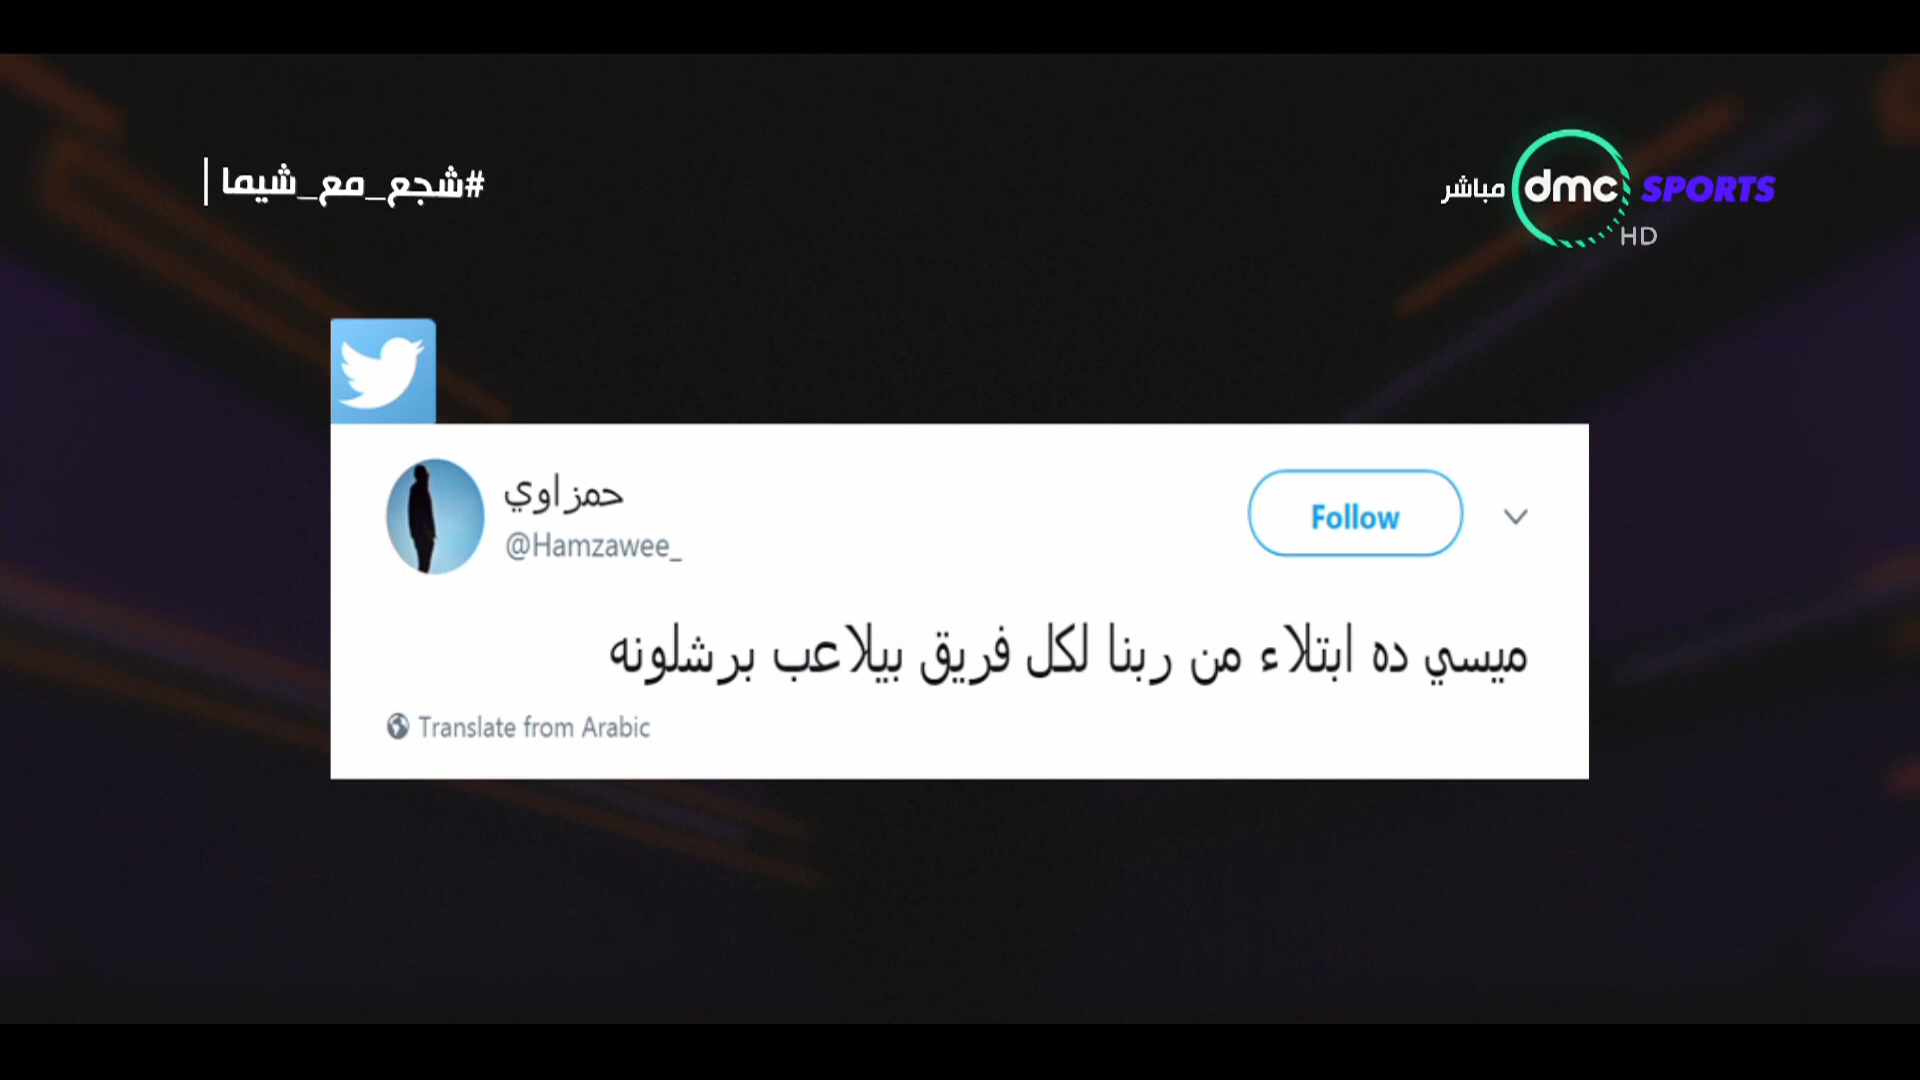 #شجع_مع_شيما
مباشر dmc SPORTS
HD
حمزاوي
@Hamzawee_
Follow
ميسي ده ابتلاء من ربنا لكل فريق بيلاعب برشلونه
Translate from Arabic